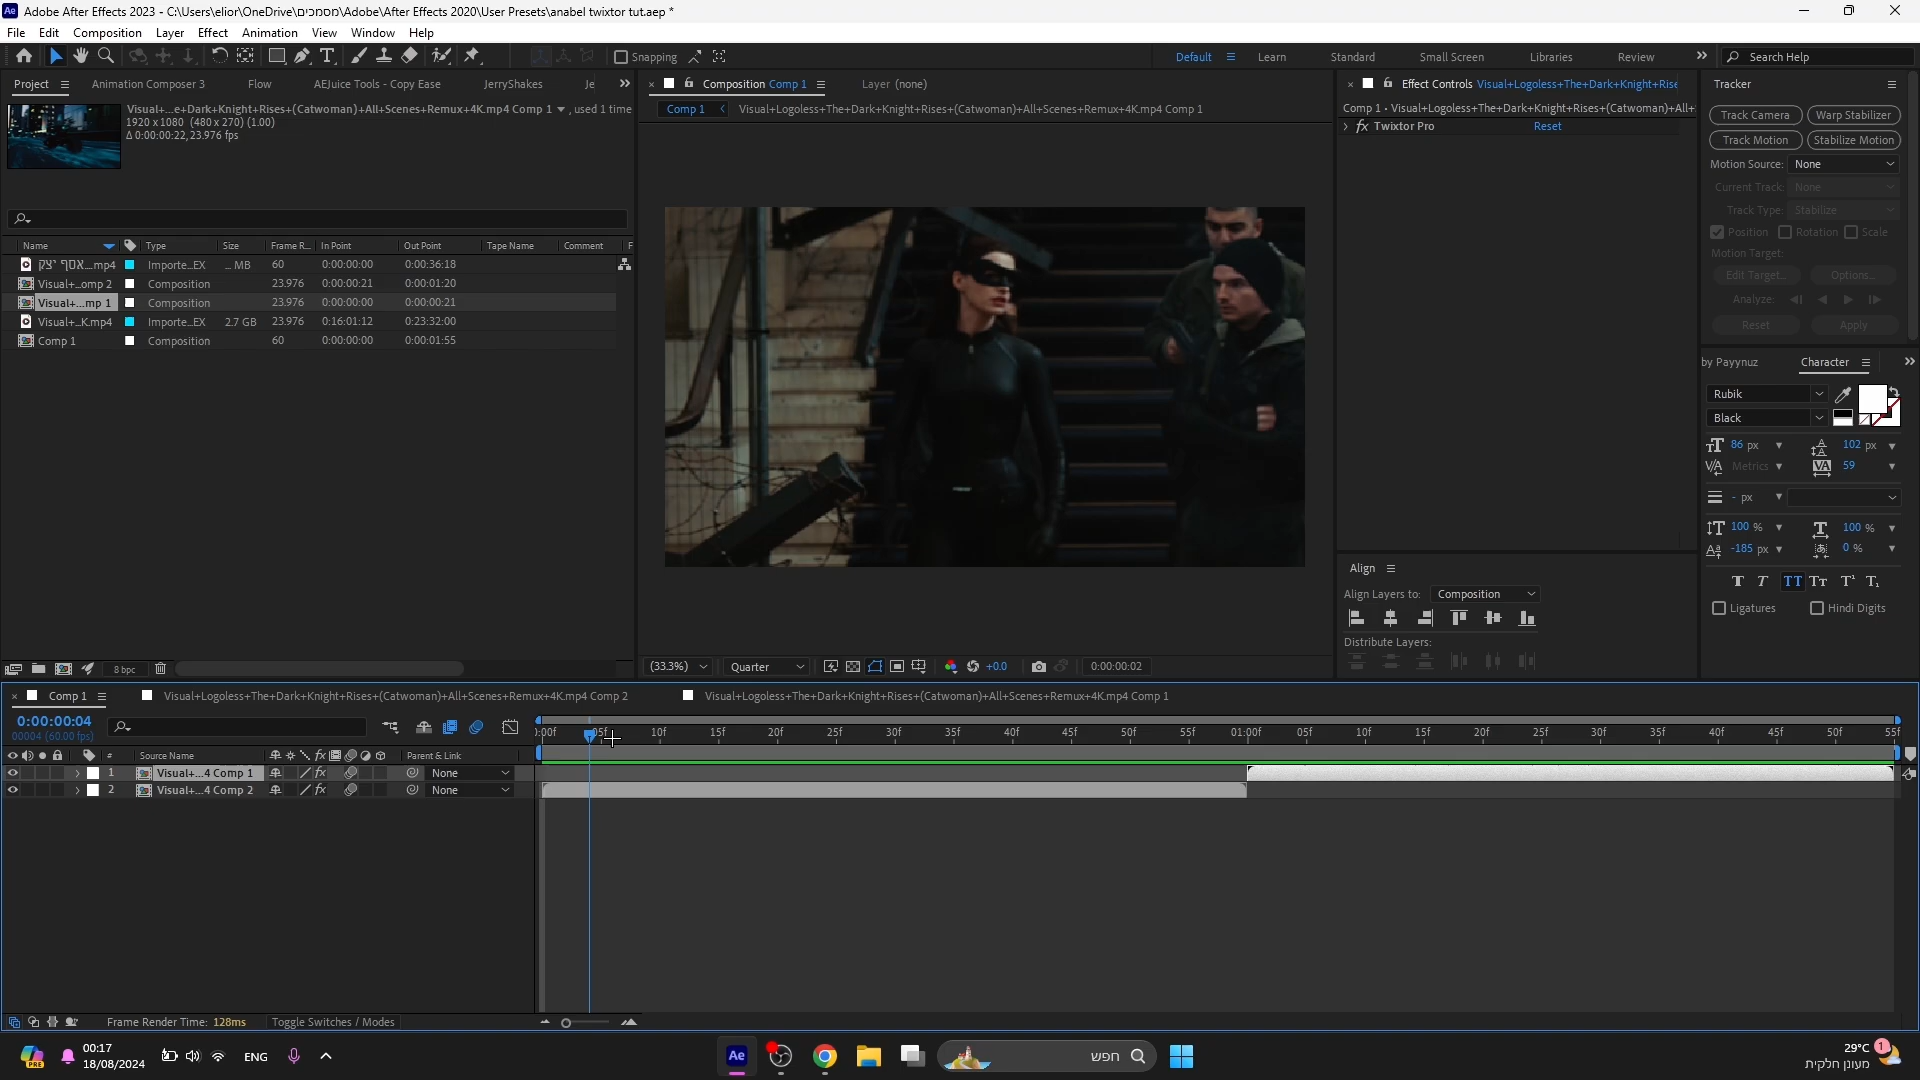 Adobe After Effects 2023 - C:\Users\elior\OneDrive\מסמכים\Adobe\After Effects 2020\User Presets\anabel twixtor tut.aep *
File Edit Composition Layer Effect Animation View Window Help
Snapping Default Learn Standard Small Screen Libraries Review Search Help
Project Animation Composer 3 Flow AEJuice Tools - Copy Ease JerryShakes Je
Composition Comp 1 Layer (none)
Effect Controls Visual+Logoless+The+Dark+Knight+Rise
Tracker
Visual+...e+Dark+Knight+Rises+(Catwoman)+All+Scenes+Remux+4K.mp4 Comp 1 , used 1 time
1920 x1080 (480 x 270) (1.00)
Δ 0:00:00:22, 23.976 fps
Comp 1 Visual+Logoless+The+Dark+Knight+Rises+(Catwoman)+All+Scenes+Remux+4K.mp4 Comp 1
Comp 1 • Visual+Logoless+The+Dark+Knight+Rises+(Catwoman)+All+
fx Twixtor Pro Reset
Track Camera Warp Stabilizer
Track Motion Stabilize Motion
Motion Source: None
Current Track: None
Track Type: Stabilize
Position Rotation Scale
Motion Target:
Edit Target... Options...
Analyze:
Reset Apply
Name Type Size Frame R... In Point Out Point Tape Name Comment F
אסף יצק....mp4 Importe...EX ... MB 60 0:00:00:00 0:00:36:18
Visual+...omp 2 Composition 23.976 0:00:00:21 0:00:01:20
Visual+...mp 1 Composition 23.976 0:00:00:00 0:00:00:21
Visual+...K.mp4 Importe...EX 2.7 GB 23.976 0:16:01:12 0:23:32:00
Comp 1 Composition 60 0:00:00:00 0:00:01:55
by Payynuz Character
Rubik
Black
86 px 102 px
Metrics 59
- px
100 % 100 %
-185 px 0 %
T T TT Tт T¹ T₁
Ligatures Hindi Digits
Align
Align Layers to: Composition
Distribute Layers:
8 bpc
(33.3%) Quarter +0.0 0:00:00:02
Comp 1 Visual+Logoless+The+Dark+Knight+Rises+(Catwoman)+All+Scenes+Remux+4K.mp4 Comp 2 Visual+Logoless+The+Dark+Knight+Rises+(Catwoman)+All+Scenes+Remux+4K.mp4 Comp 1
0:00:00:04
00004 (60.00 fps)
:00f 05f 10f 15f 20f 25f 30f 35f 40f 45f 50f 55f 01:00f 05f 10f 15f 20f 25f 30f 35f 40f 45f 50f 55f
# Source Name Parent & Link
1 Visual+...4 Comp 1 None
2 Visual+...4 Comp 2 None
Frame Render Time: 128ms Toggle Switches / Modes
00:17
18/08/2024
ENG
Ae
חפש
29°C
מעונן חלקית
1